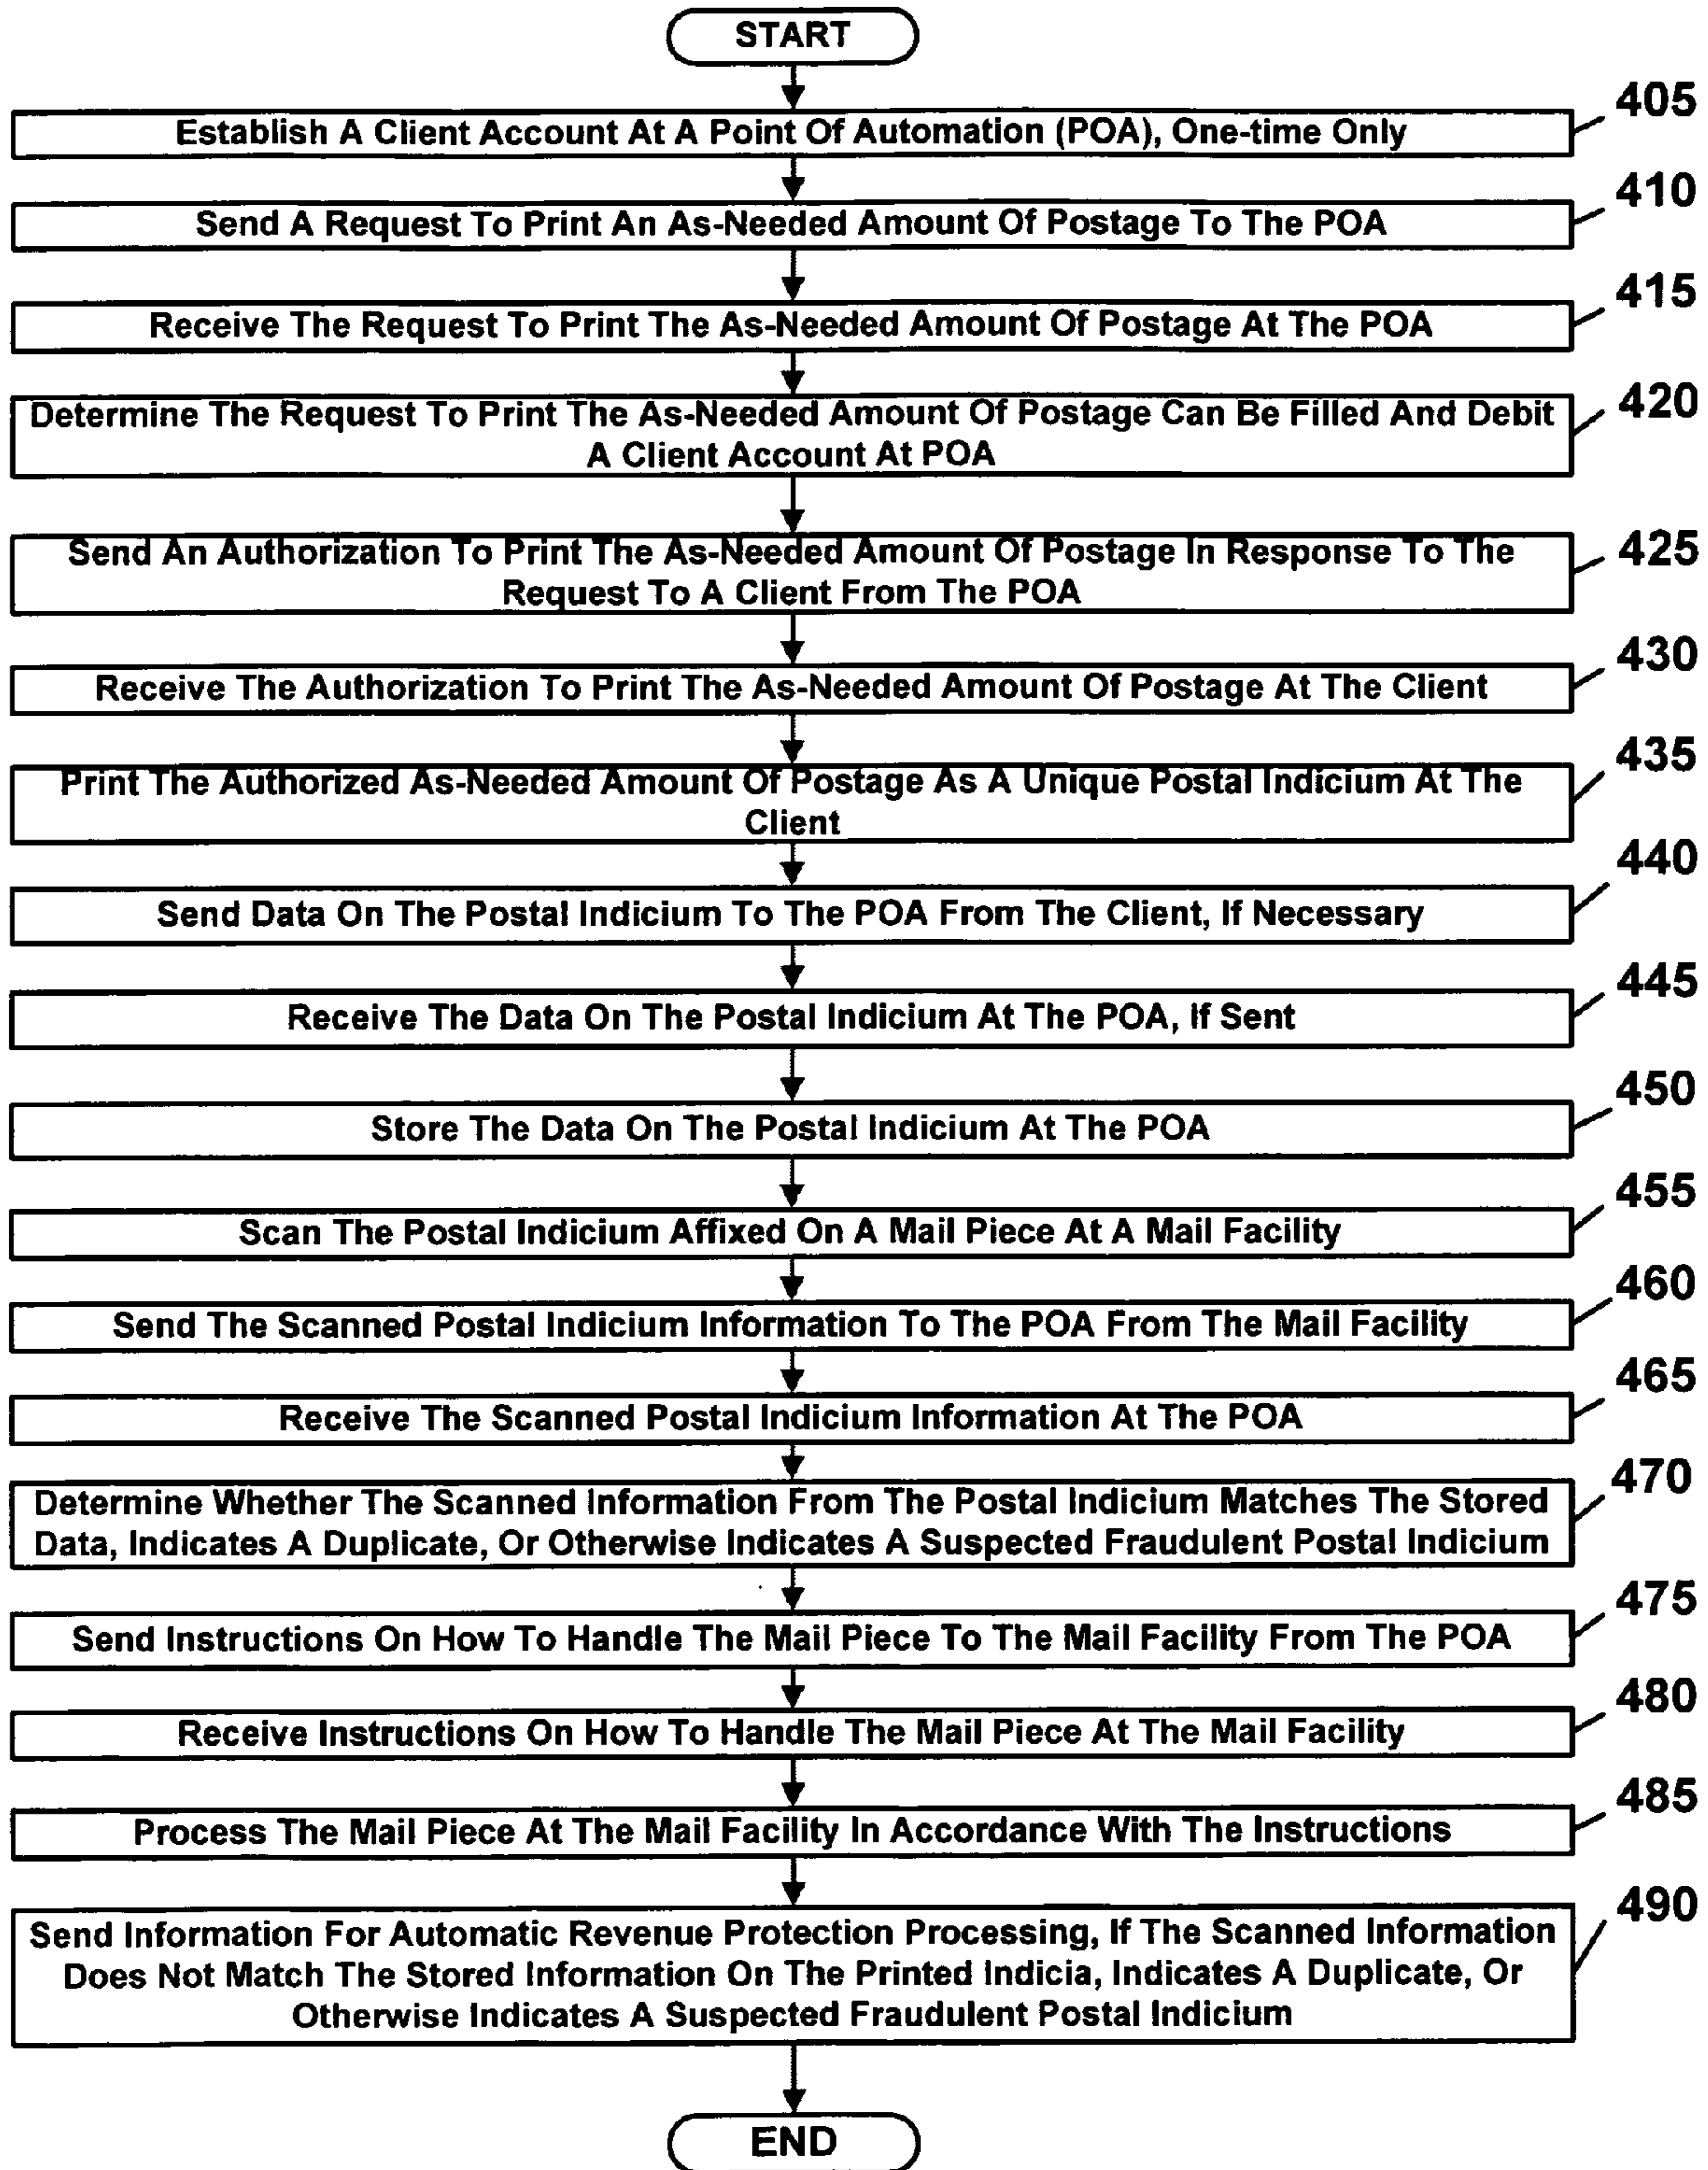 START
405
Establish A Client Account At A Point Of Automation (POA), One-time Only
410
Send A Request To Print An As-Needed Amount Of Postage To The POA
415
Receive The Request To Print The As-Needed Amount Of Postage At The POA
420
Determine The Request To Print The As-Needed Amount Of Postage Can Be Filled And Debit
A Client Account At POA
425
Send An Authorization To Print The As-Needed Amount Of Postage In Response To The
Request To A Client From The POA
430
Receive The Authorization To Print The As-Needed Amount Of Postage At The Client
435
Print The Authorized As-Needed Amount Of Postage As A Unique Postal Indicium At The
Client
440
Send Data On The Postal Indicium To The POA From The Client, If Necessary
445
Receive The Data On The Postal Indicium At The POA, If Sent
450
Store The Data On The Postal Indicium At The POA
455
Scan The Postal Indicium Affixed On A Mail Piece At A Mail Facility
460
Send The Scanned Postal Indicium Information To The POA From The Mail Facility
465
Receive The Scanned Postal Indicium Information At The POA
470
Determine Whether The Scanned Information From The Postal Indicium Matches The Stored
Data, Indicates A Duplicate, Or Otherwise Indicates A Suspected Fraudulent Postal Indicium
475
Send Instructions On How To Handle The Mail Piece To The Mail Facility From The POA
480
Receive Instructions On How To Handle The Mail Piece At The Mail Facility
485
Process The Mail Piece At The Mail Facility In Accordance With The Instructions
490
Send Information For Automatic Revenue Protection Processing, If The Scanned Information
Does Not Match The Stored Information On The Printed Indicia, Indicates A Duplicate, Or
Otherwise Indicates A Suspected Fraudulent Postal Indicium
END